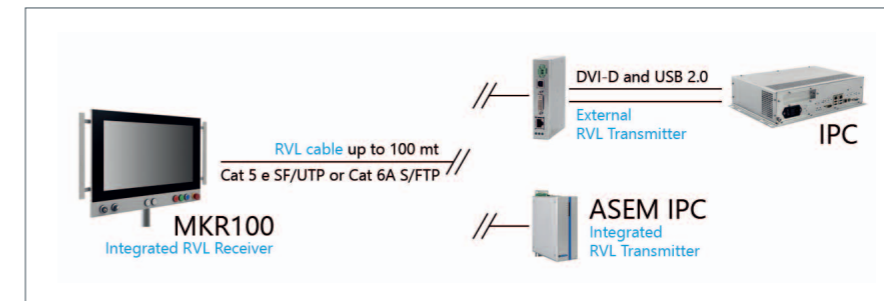 RVL cable up to 100 mt
Cat 5 e SF/UTP or Cat 6A S/FTP
MKR100
Integrated RVL Receiver
DVI-D and USB 2.0
External
RVL Transmitter
IPC
ASEM IPC
Integrated
RVL Transmitter